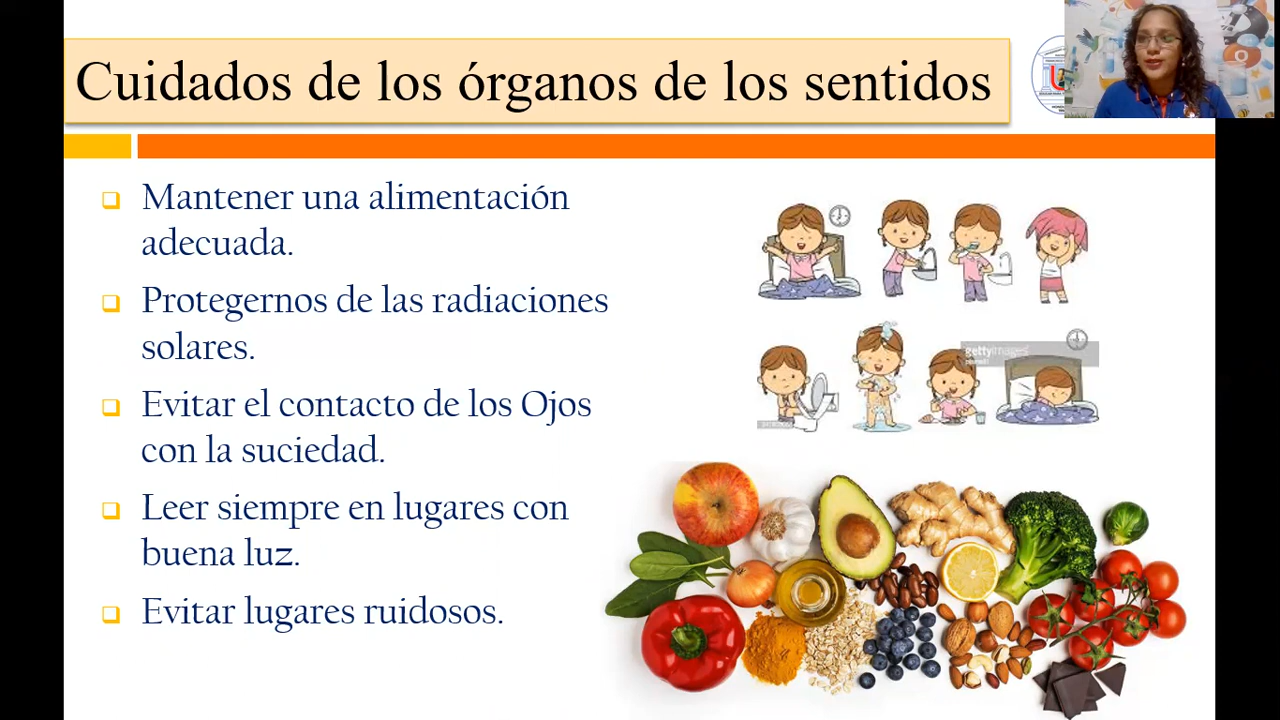 Cuidados de los órganos de los sentidos
Mantener una alimentación
adecuada.
Protegernos de las radiaciones
solares.
Evitar el contacto de los Ojos
con la suciedad.
Leer siempre en lugares con
buena luz.
Evitar lugares ruidosos.
gettyimages